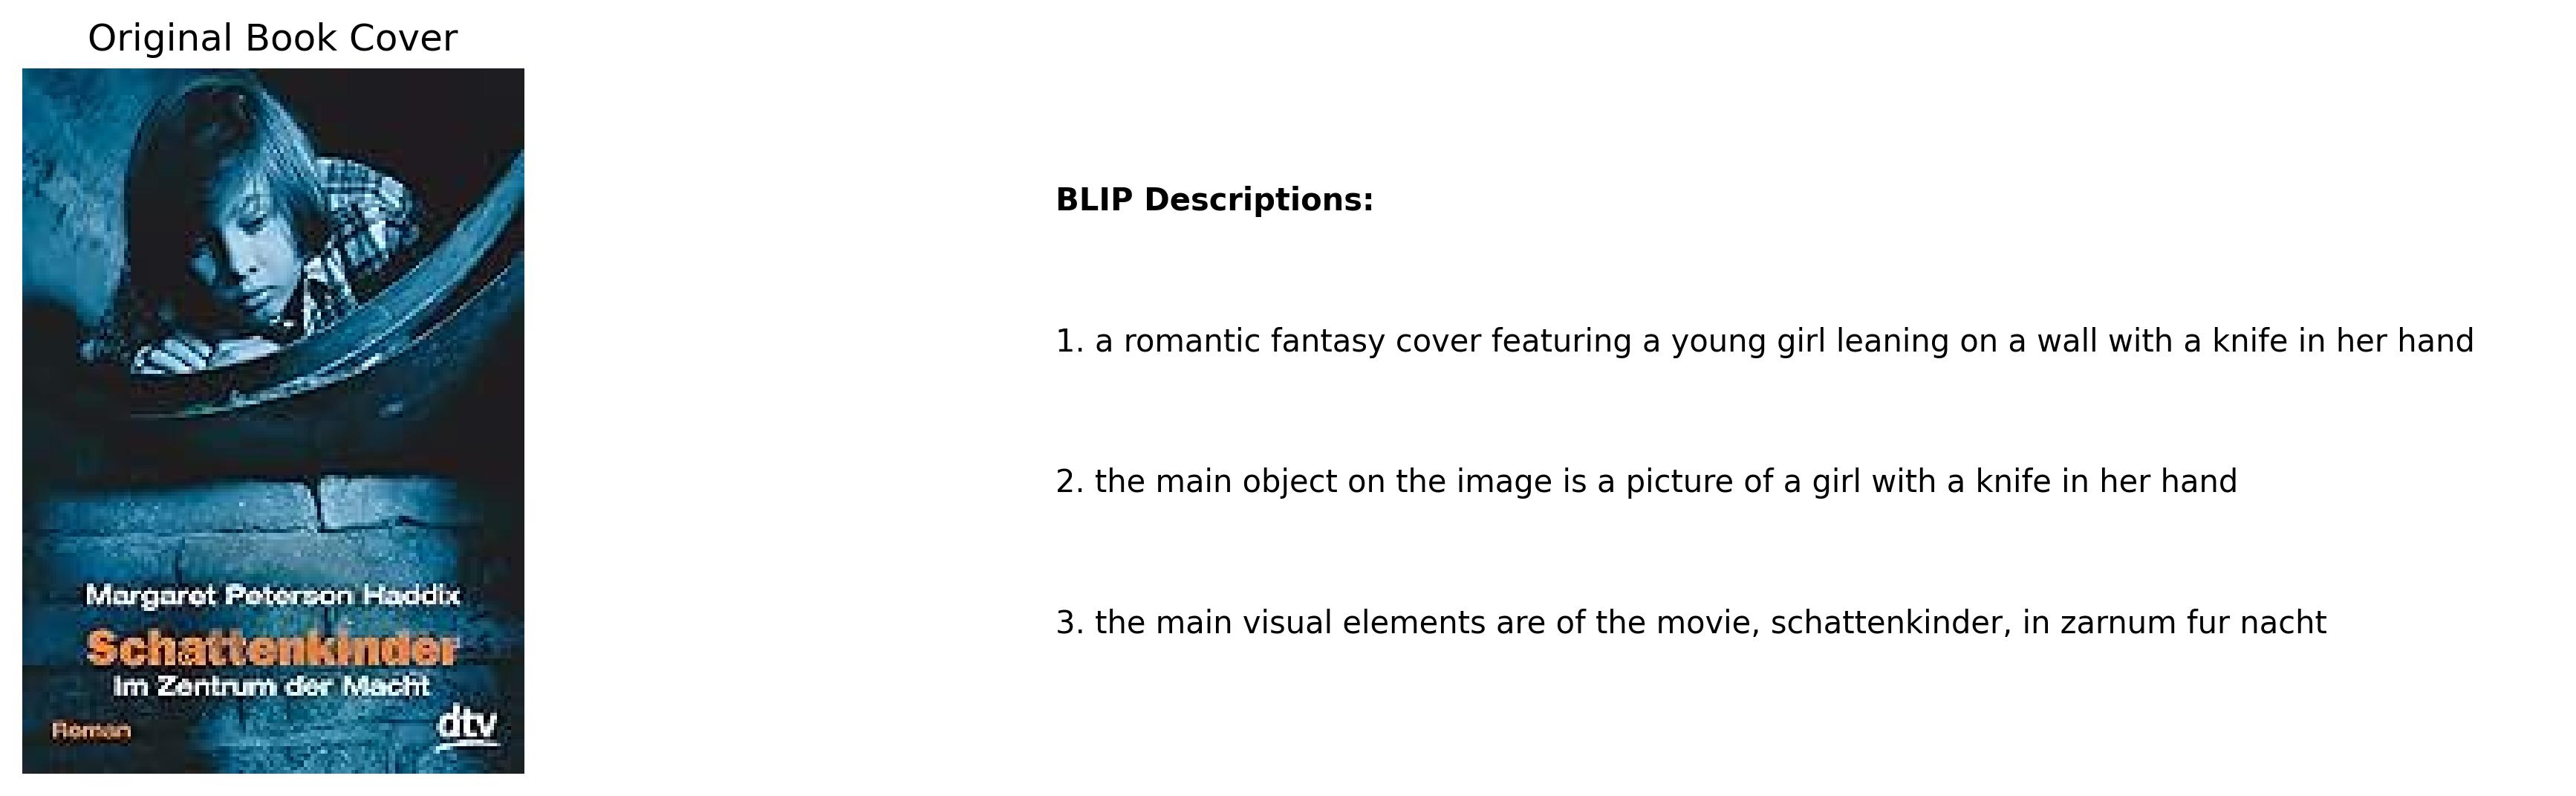 Original Book Cover
Margaret Peterson Haddix
Schattenkinder
Im Zentrum der Macht
Roman
dtv
BLIP Descriptions:
1. a romantic fantasy cover featuring a young girl leaning on a wall with a knife in her hand
2. the main object on the image is a picture of a girl with a knife in her hand
3. the main visual elements are of the movie, schattenkinder, in zarnum fur nacht